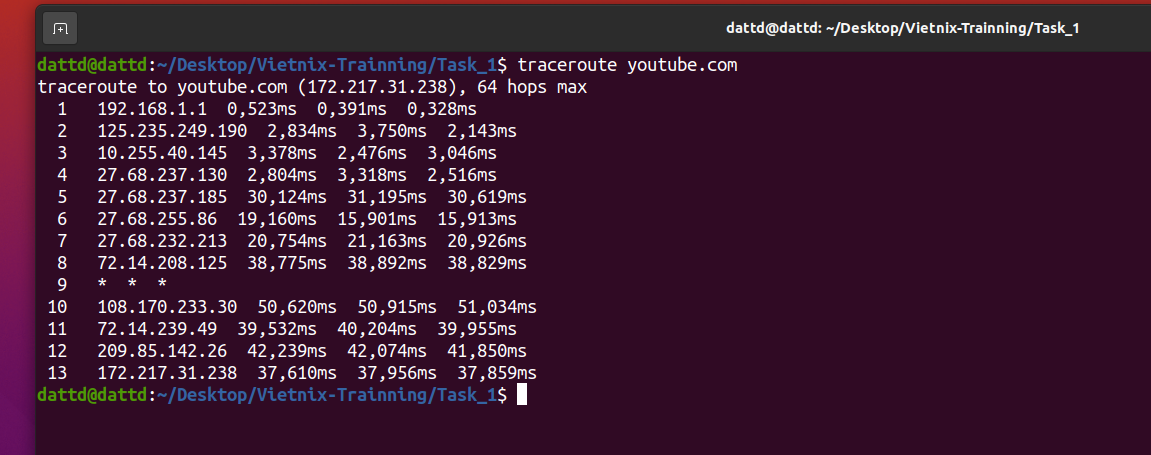 dattd@dattd: ~/Desktop/Vietnix-Trainning/Task_1
dattd@dattd:~/Desktop/Vietnix-Trainning/Task_1$ traceroute youtube.com
traceroute to youtube.com (172.217.31.238), 64 hops max
  1   192.168.1.1  0,523ms  0,391ms  0,328ms
  2   125.235.249.190  2,834ms  3,750ms  2,143ms
  3   10.255.40.145  3,378ms  2,476ms  3,046ms
  4   27.68.237.130  2,804ms  3,318ms  2,516ms
  5   27.68.237.185  30,124ms  31,195ms  30,619ms
  6   27.68.255.86  19,160ms  15,901ms  15,913ms
  7   27.68.232.213  20,754ms  21,163ms  20,926ms
  8   72.14.208.125  38,775ms  38,892ms  38,829ms
  9   *  *  *
 10   108.170.233.30  50,620ms  50,915ms  51,034ms
 11   72.14.239.49  39,532ms  40,204ms  39,955ms
 12   209.85.142.26  42,239ms  42,074ms  41,850ms
 13   172.217.31.238  37,610ms  37,956ms  37,859ms
dattd@dattd:~/Desktop/Vietnix-Trainning/Task_1$